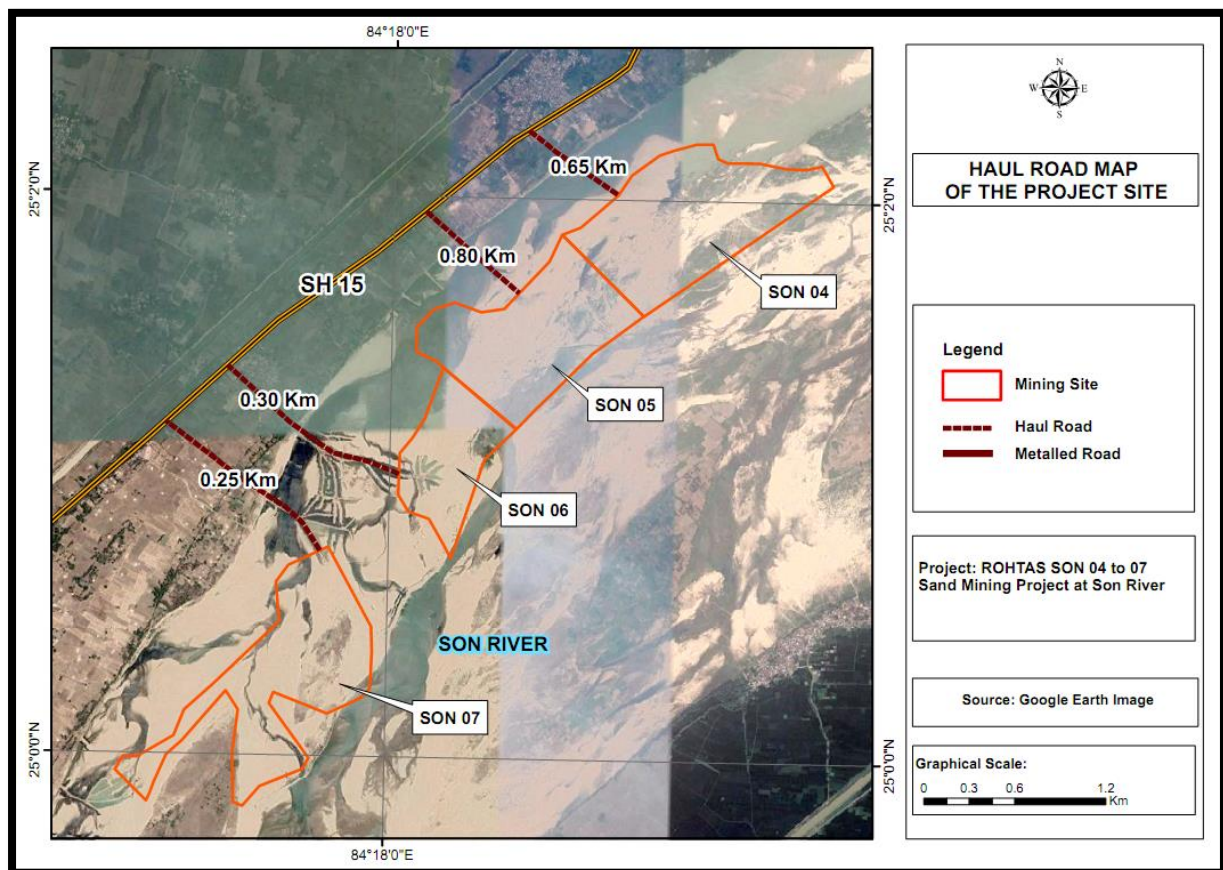 84°18'0"E
25°2'0"N
0.65 Km
25°2'0"N
0.80 Km
SH 15
SON 04
0.30 Km
SON 05
0.25 Km
SON 06
SON RIVER
SON 07
25°0'0"N
25°0'0"N
84°18'0"E
N
W
E
S
HAUL ROAD MAP
OF THE PROJECT SITE
Legend
Mining Site
Haul Road
Metalled Road
Project: ROHTAS SON 04 to 07
Sand Mining Project at Son River
Source: Google Earth Image
Graphical Scale:
0 0.3 0.6 1.2
Km